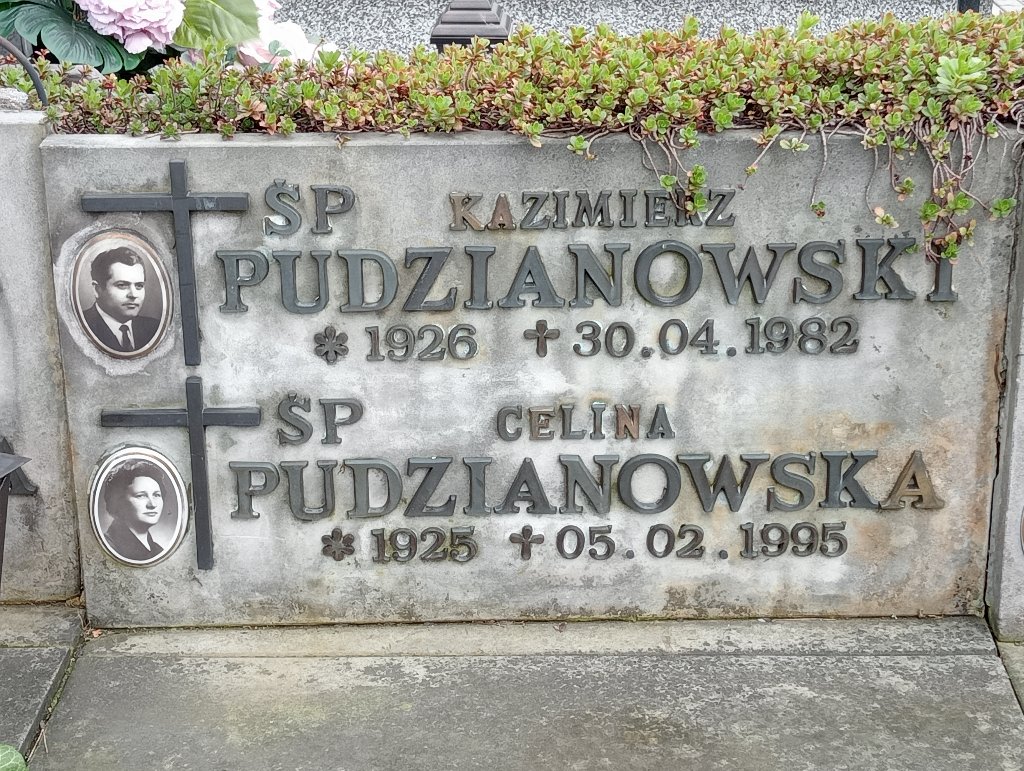 ŚP KAZIMIERZ
PUDZIANOWSKI
* 1926 † 30.04.1982
ŚP CELINA
PUDZIANOWSKA
* 1925 † 05.02.1995